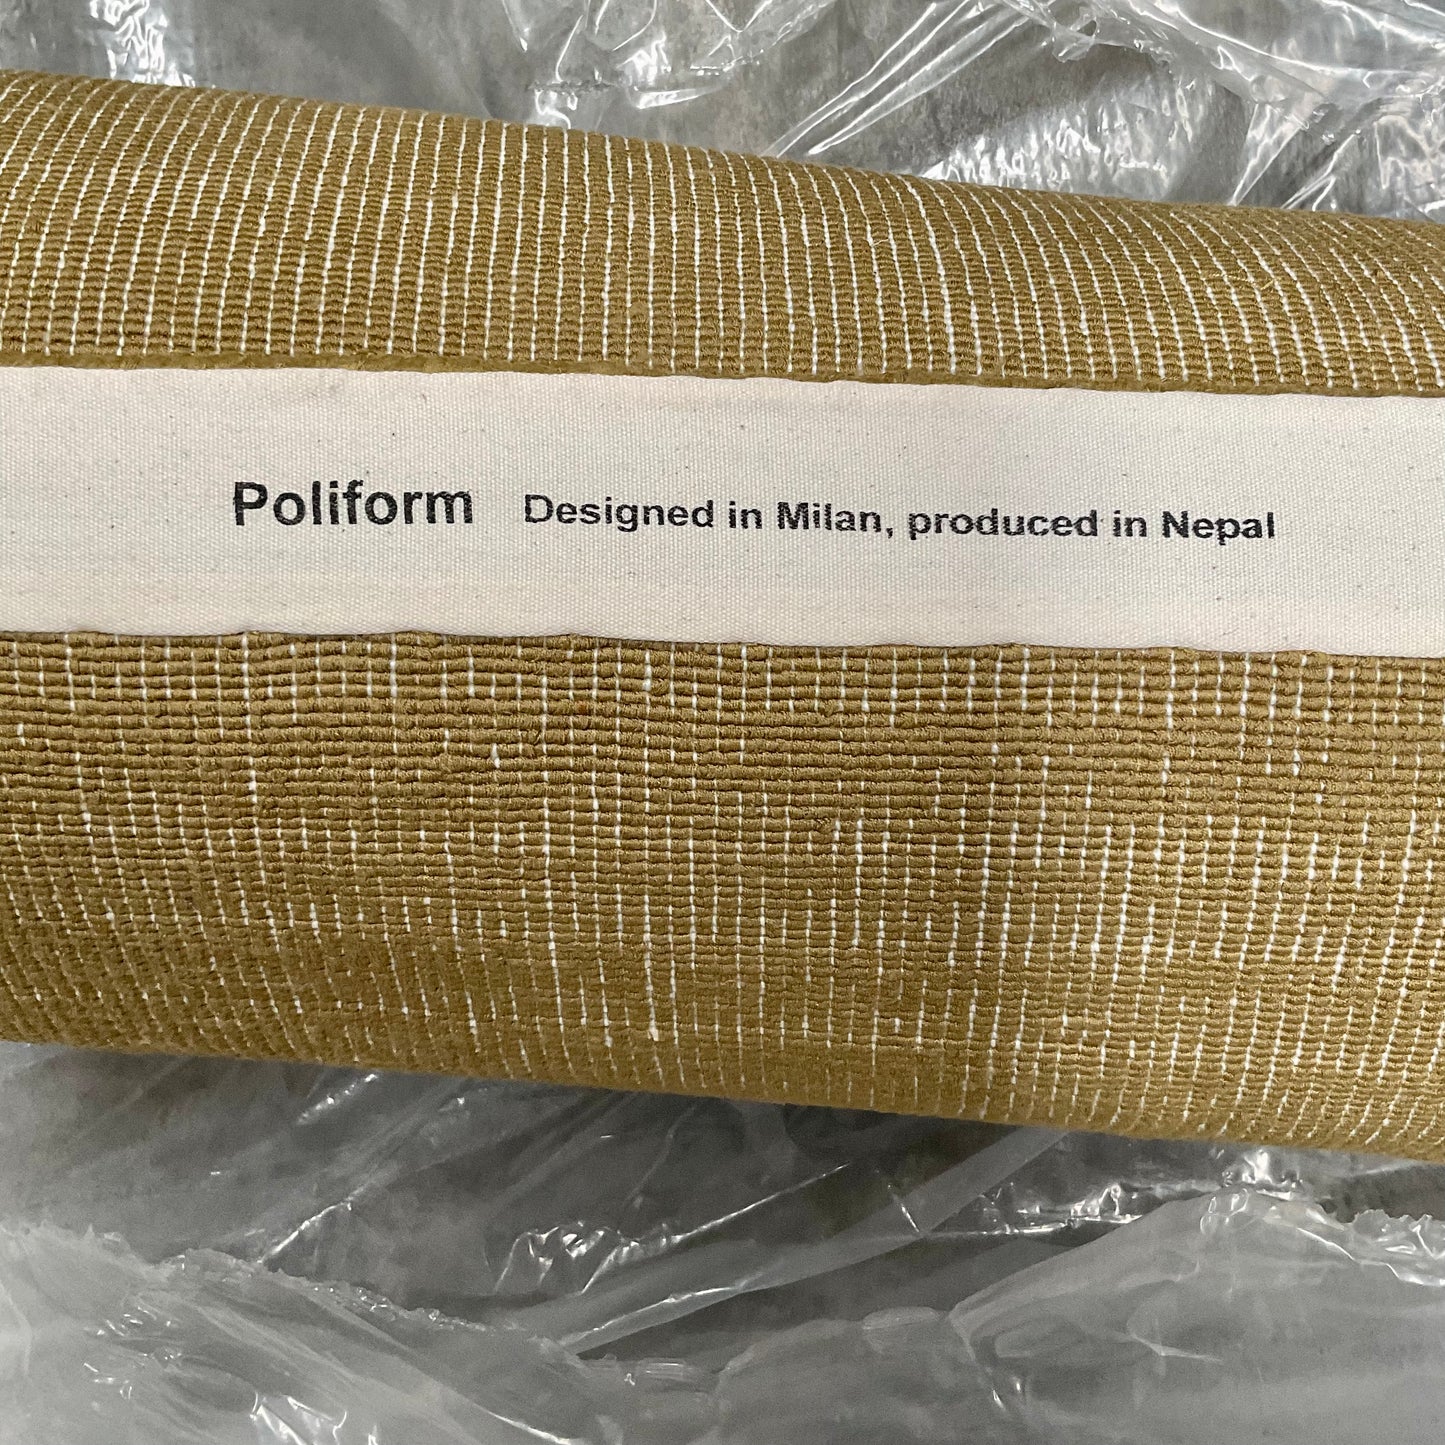 Poliform Designed in Milan, produced in Nepal